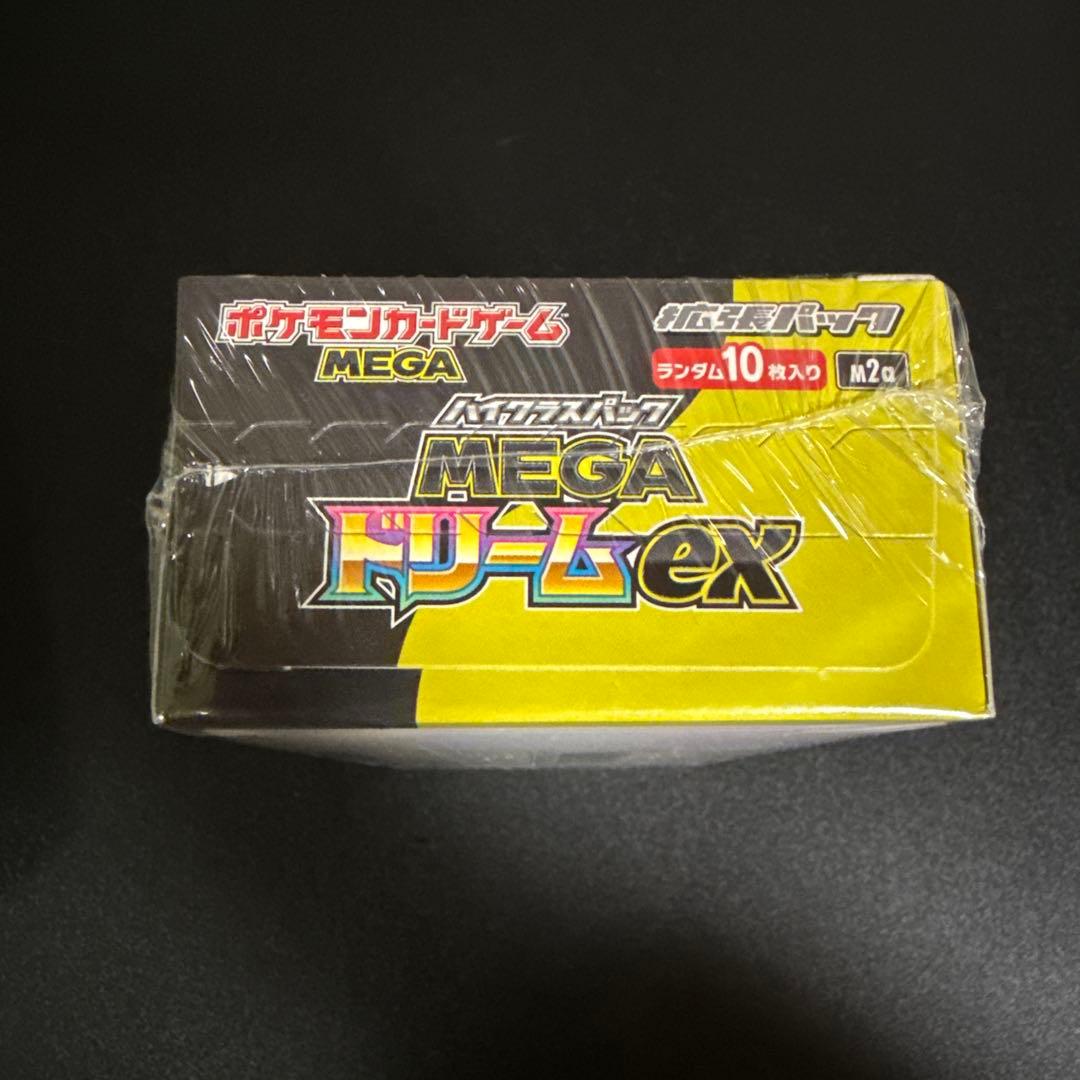 ポケモンカードゲーム
MEGA
拡張パック
ランダム10枚入り
M2a
ハイクラスパック
MEGA
ドリームex